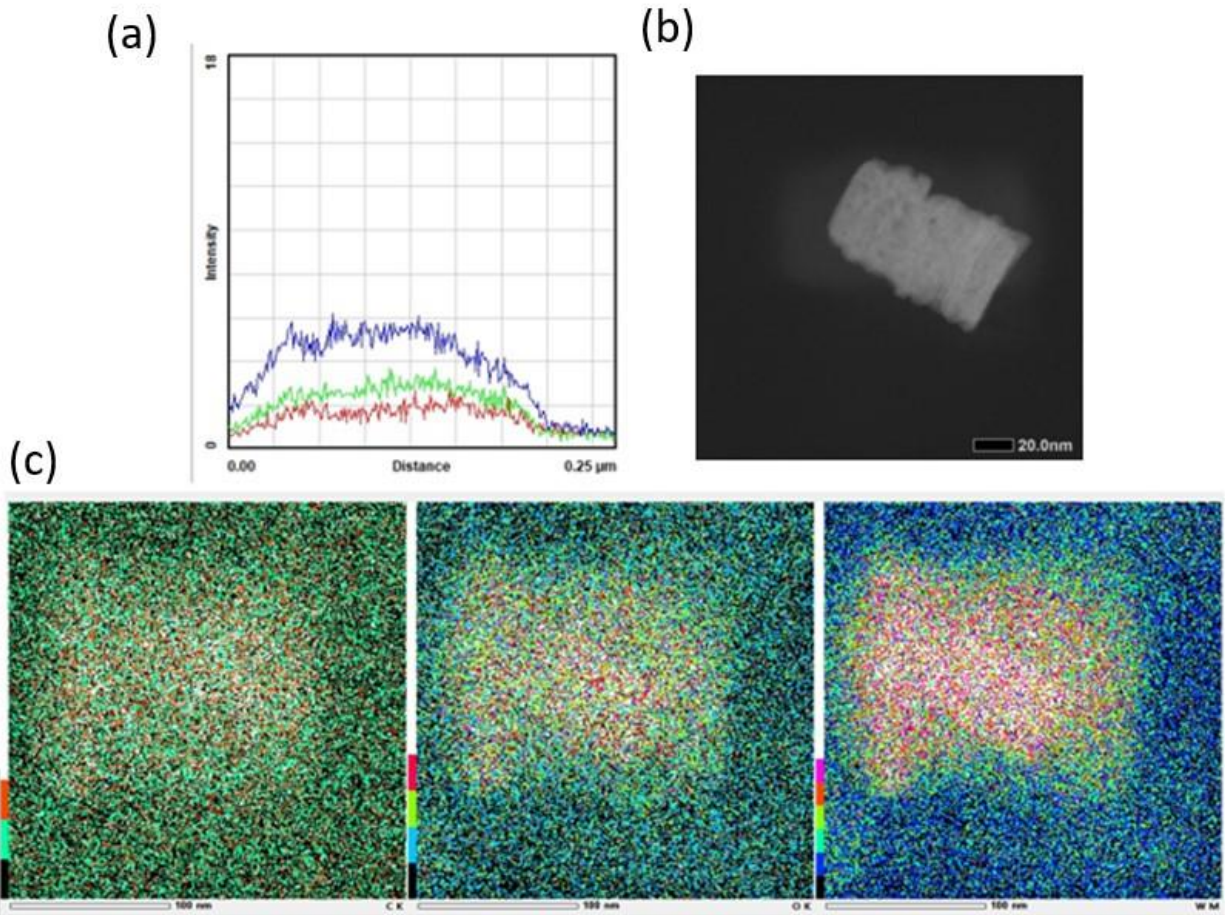 (a)
18
Intensity
0
0.00
Distance
0.25 µm
(b)
20.0nm
(c)
100 nm
C K
100 nm
O K
100 nm
W M